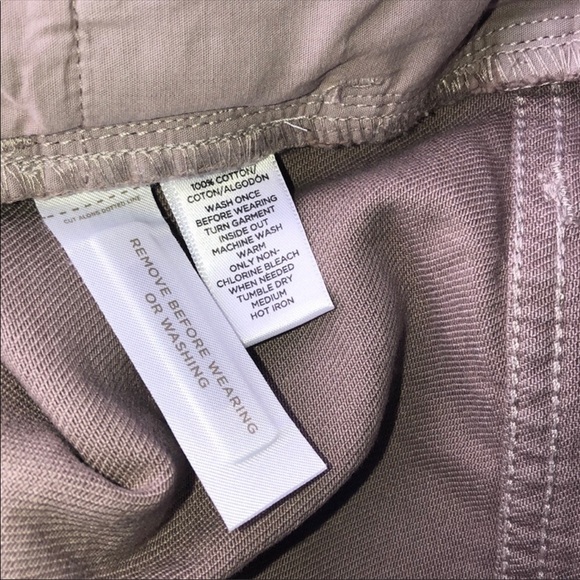 100% COTTON/
COTON/ALGODÓN
WASH ONCE
BEFORE WEARING
TURN GARMENT
INSIDE OUT
MACHINE WASH
WARM
ONLY NON-
CHLORINE BLEACH
WHEN NEEDED
TUMBLE DRY
MEDIUM
HOT IRON
CUT ALONG DOTTED LINE
REMOVE BEFORE WEARING
OR WASHING